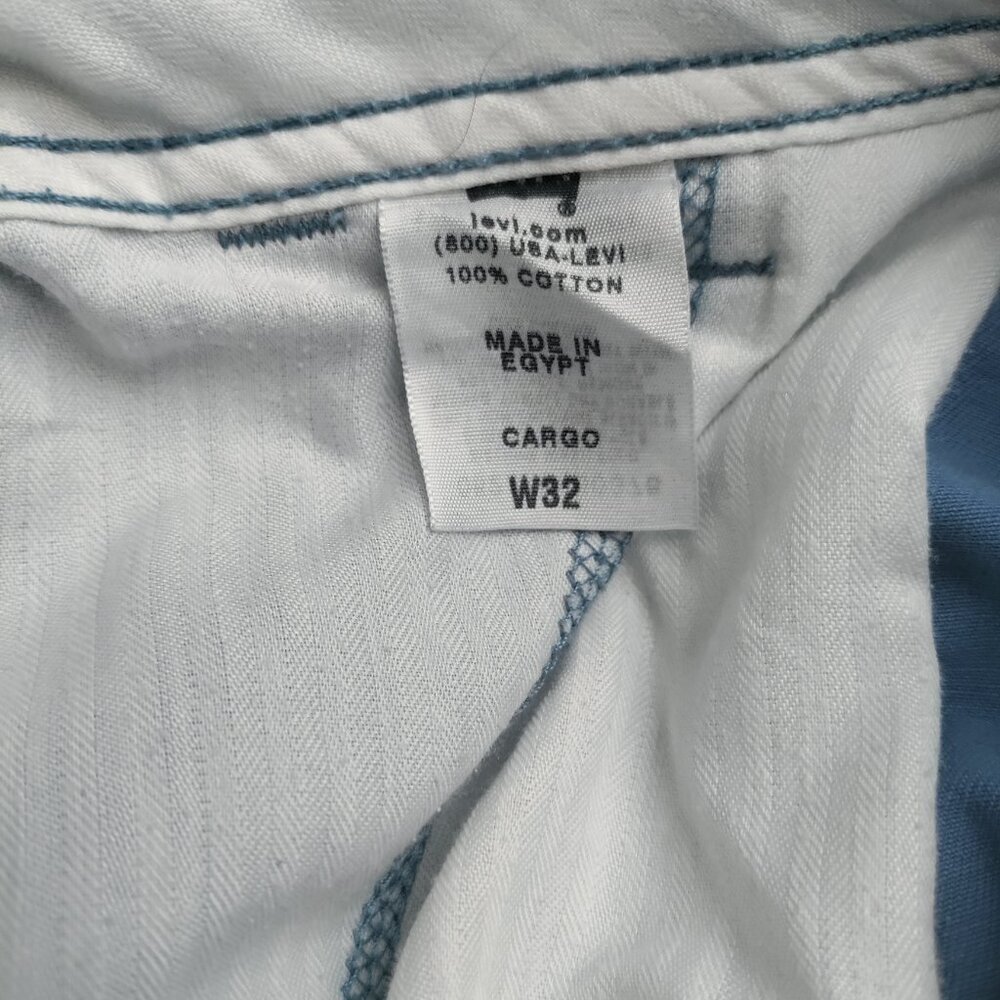 levi.com
(800) USA-LEVI
100% COTTON
MADE IN
EGYPT
CARGO
W32